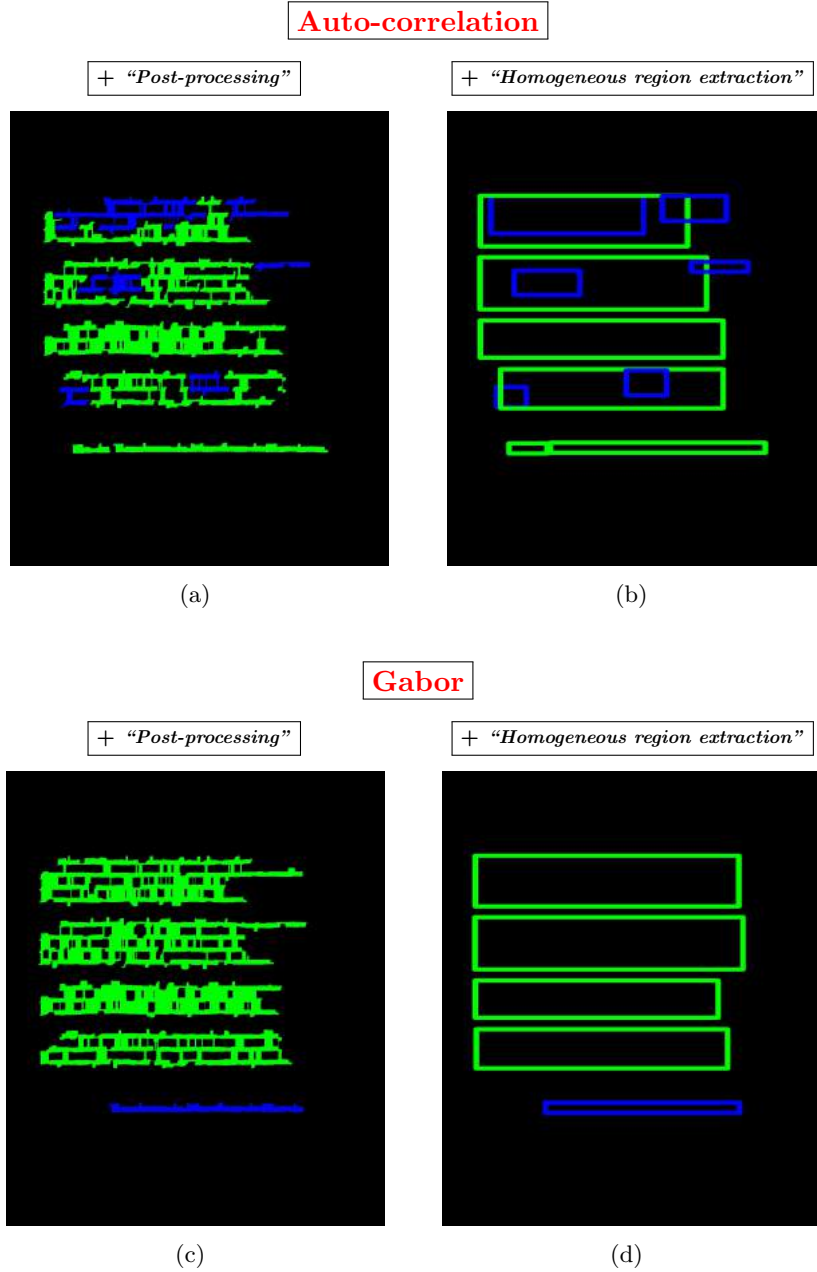 Auto-correlation
+ “Post-processing” + “Homogeneous region extraction”
(a) (b)
Gabor
+ “Post-processing” + “Homogeneous region extraction”
(c) (d)